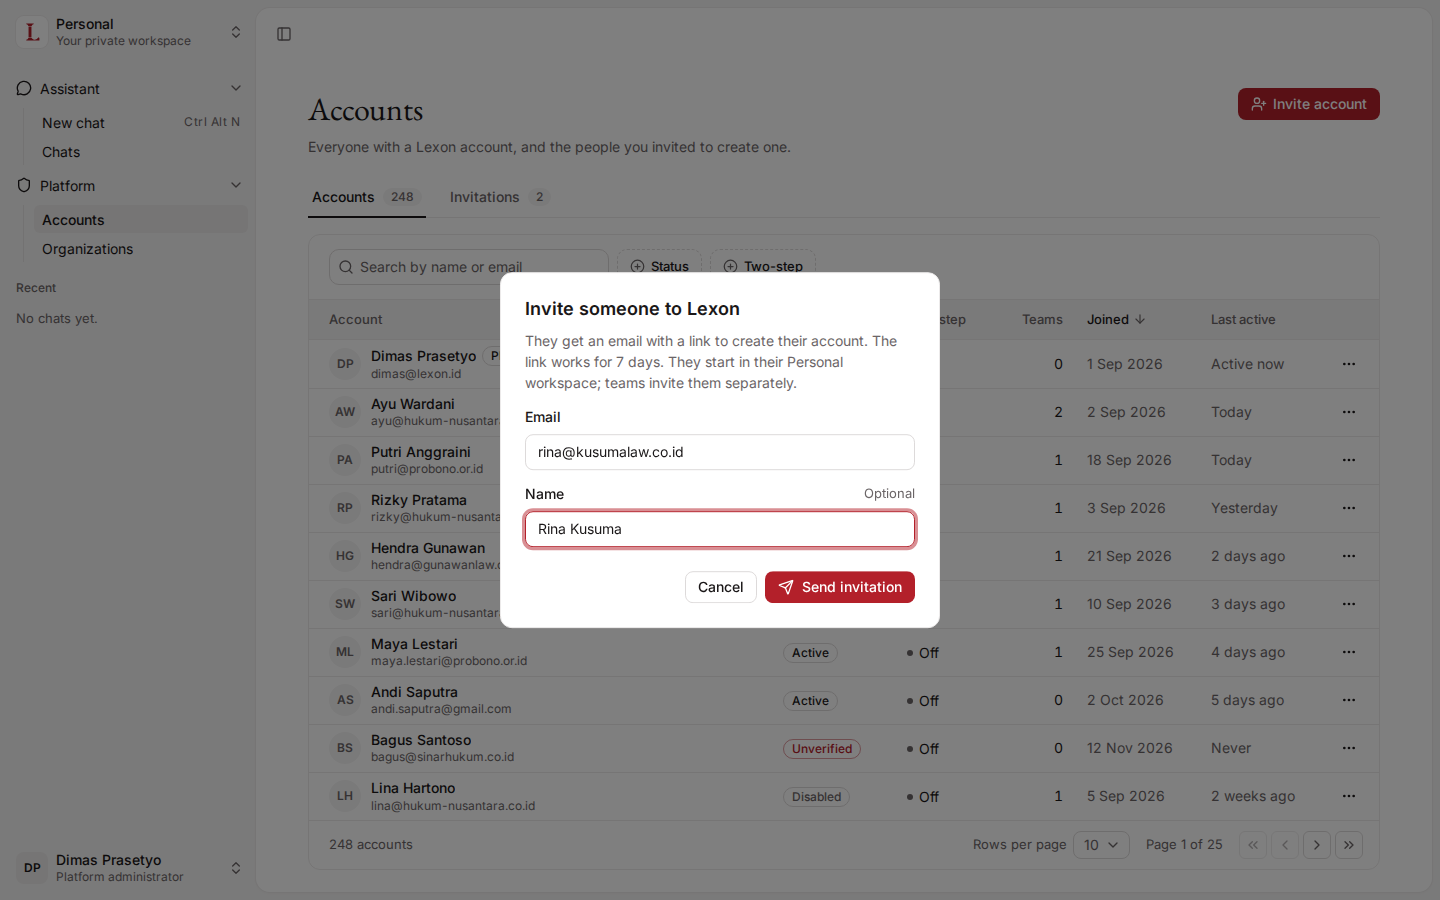 L
Personal
Your private workspace
Assistant
New chat
Ctrl Alt N
Chats
Platform
Accounts
Organizations
Recent
No chats yet.
DP
Dimas Prasetyo
Platform administrator
Accounts
Everyone with a Lexon account, and the people you invited to create one.
Invite account
Accounts 248
Invitations 2
Search by name or email
Status
Two-step
Account
step
Teams
Joined
Last active
DP Dimas Prasetyo
dimas@lexon.id
0 1 Sep 2026 Active now
AW Ayu Wardani
ayu@hukum-nusantar
2 2 Sep 2026 Today
PA Putri Anggraini
putri@probono.or.id
1 18 Sep 2026 Today
RP Rizky Pratama
rizky@hukum-nusanta
1 3 Sep 2026 Yesterday
HG Hendra Gunawan
hendra@gunawanlaw.c
1 21 Sep 2026 2 days ago
SW Sari Wibowo
sari@hukum-nusantar
1 10 Sep 2026 3 days ago
ML Maya Lestari
maya.lestari@probono.or.id
Active Off 1 25 Sep 2026 4 days ago
AS Andi Saputra
andi.saputra@gmail.com
Active Off 0 2 Oct 2026 5 days ago
BS Bagus Santoso
bagus@sinarhukum.co.id
Unverified Off 0 12 Nov 2026 Never
LH Lina Hartono
lina@hukum-nusantara.co.id
Disabled Off 1 5 Sep 2026 2 weeks ago
248 accounts
Rows per page 10
Page 1 of 25
Invite someone to Lexon
They get an email with a link to create their account. The
link works for 7 days. They start in their Personal
workspace; teams invite them separately.
Email
rina@kusumalaw.co.id
Name
Optional
Rina Kusuma
Cancel
Send invitation